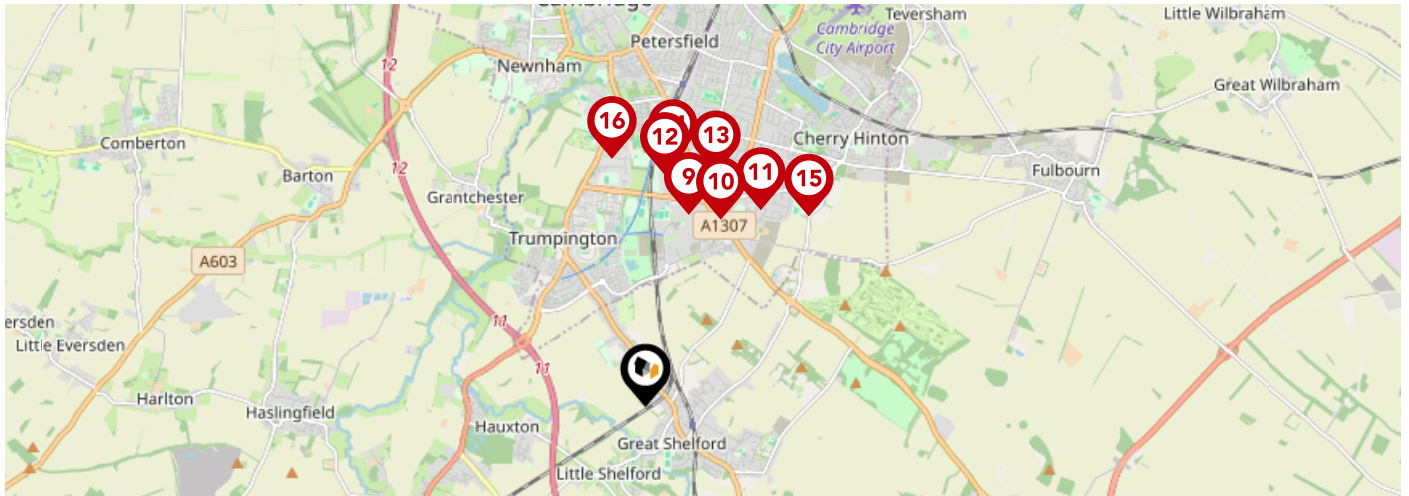 Cambridge
Teversham
Little Wilbraham
Petersfield
Cambridge
City Airport
12
Newnham
Great Wilbraham
16
12
13
Comberton
Cherry Hinton
12
Barton
9
10
11
15
Fulbourn
Grantchester
A1307
Trumpington
A603
11
ersden
Little Eversden
11
Harlton
Haslingfield
Hauxton
Great Shelford
Little Shelford